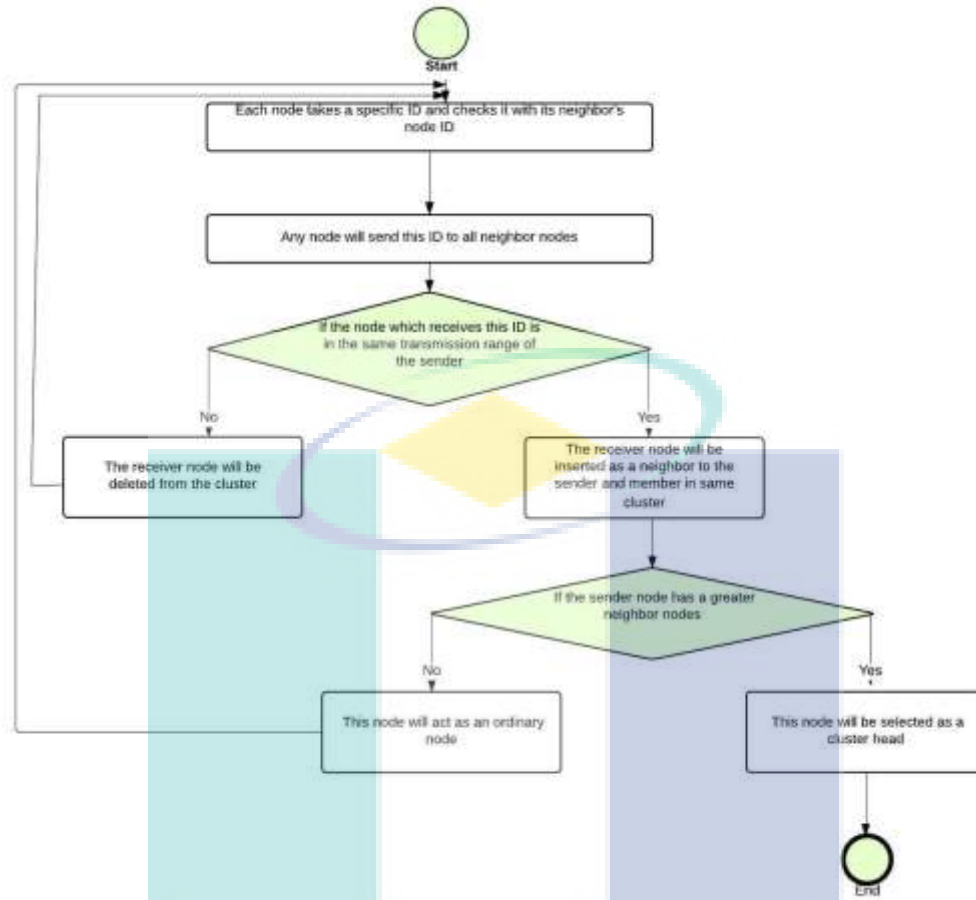 Start
Each node takes a specific ID and checks it with its neighbor's
node ID
Any node will send this ID to all neighbor nodes
If the node which receives this ID is
in the same transmission range of
the sender
No
Yes
The receiver node will be
deleted from the cluster
The receiver node will be
inserted as a neighbor to the
sender and member in same
cluster
If the sender node has a greater
neighbor nodes
No
Yes
This node will act as an ordinary
node
This node will be selected as a
cluster head
End